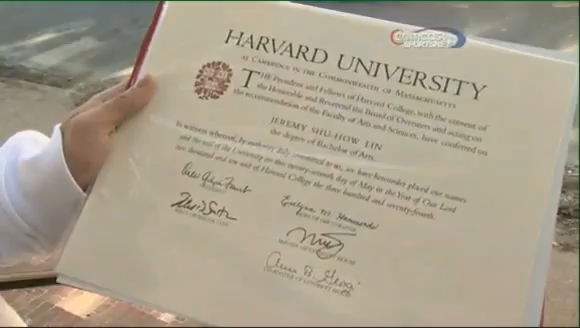 COMCAST
SPORTSNET
HARVARD UNIVERSITY
AT CAMBRIDGE IN THE COMMONWEALTH OF MASSACHUSETTS
THE President and Fellows of Harvard College, with the consent of
the Honorable and Reverend the Board of Overseers and acting on
the recommendation of the Faculty of Arts and Sciences, have conferred on
JEREMY SHU-HOW LIN
the degree of Bachelor of Arts.
In witness whereof, by authority duly committed to us, we have hereunder placed our names
and the seal of the University on this twenty-seventh day of May in the Year of Our Lord
two thousand and ten and of Harvard College the three hundred and seventy-fourth.
PRESIDENT